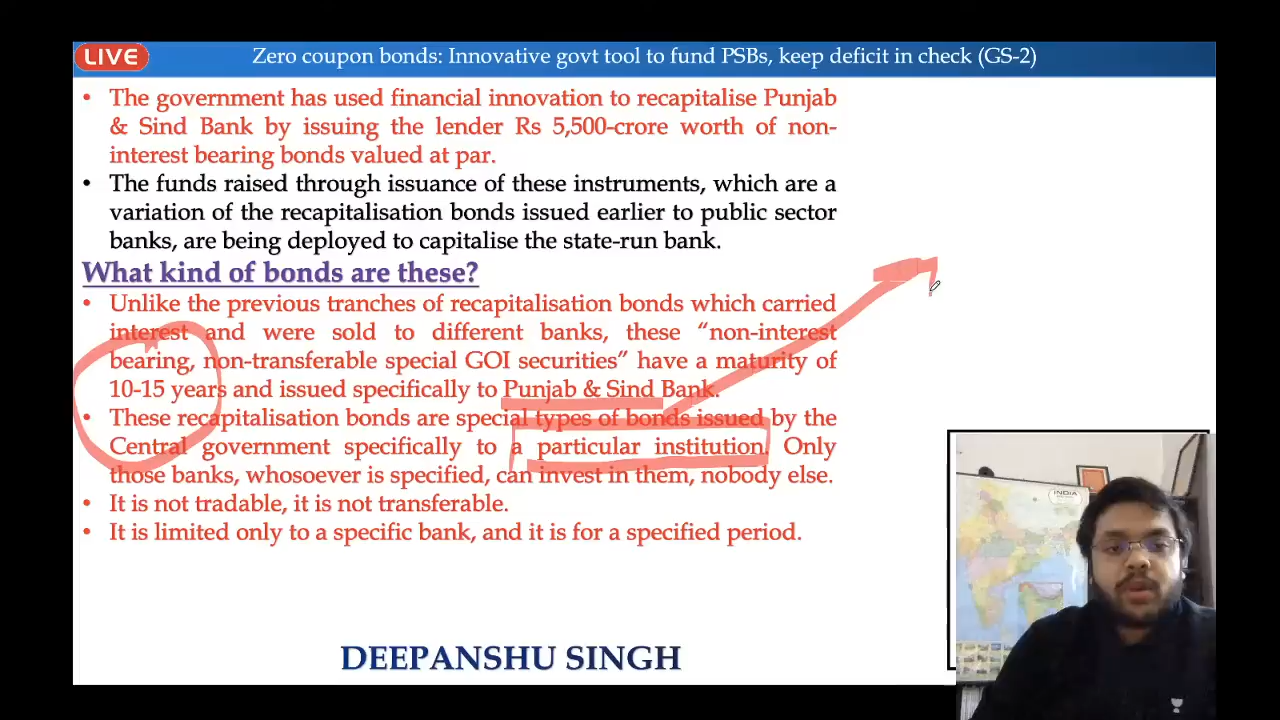 LIVE
Zero coupon bonds: Innovative govt tool to fund PSBs, keep deficit in check (GS-2)
• The government has used financial innovation to recapitalise Punjab
& Sind Bank by issuing the lender Rs 5,500-crore worth of non-
interest bearing bonds valued at par.
• The funds raised through issuance of these instruments, which are a
variation of the recapitalisation bonds issued earlier to public sector
banks, are being deployed to capitalise the state-run bank.
What kind of bonds are these?
• Unlike the previous tranches of recapitalisation bonds which carried
interest and were sold to different banks, these “non-interest
bearing, non-transferable special GOI securities” have a maturity of
10-15 years and issued specifically to Punjab & Sind Bank.
• These recapitalisation bonds are special types of bonds issued by the
Central government specifically to a particular institution. Only
those banks, whosoever is specified, can invest in them, nobody else.
• It is not tradable, it is not transferable.
• It is limited only to a specific bank, and it is for a specified period.
INDIA
DEEPANSHU SINGH